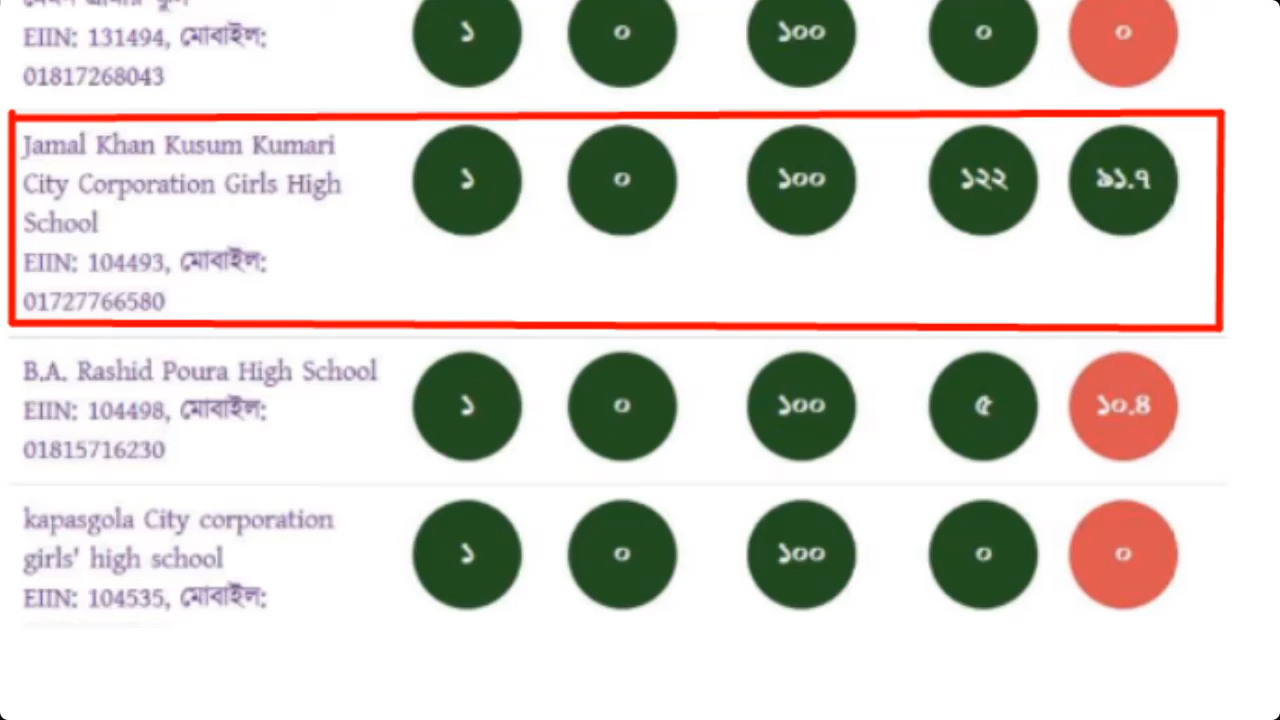 EIIN: 131494, মোবাইল:
01817268043
১ ০ ১০০ ০ ০
Jamal Khan Kusum Kumari
City Corporation Girls High
School
EIIN: 104493, মোবাইল:
01727766580
১ ০ ১০০ ১২২ ৯১.৭
B.A. Rashid Poura High School
EIIN: 104498, মোবাইল:
01815716230
১ ০ ১০০ ৫ ১০.৪
kapasgola City corporation
girls' high school
EIIN: 104535, মোবাইল:
১ ০ ১০০ ০ ০